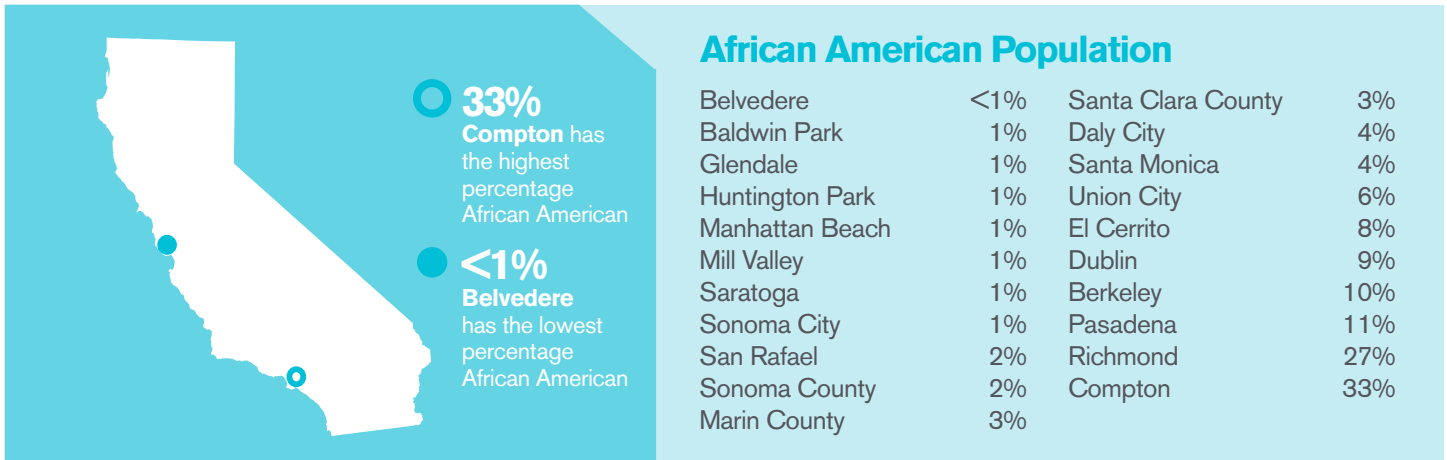 33%
Compton has
the highest
percentage
African American
<1%
Belvedere
has the lowest
percentage
African American
African American Population
Belvedere <1%
Baldwin Park 1%
Glendale 1%
Huntington Park 1%
Manhattan Beach 1%
Mill Valley 1%
Saratoga 1%
Sonoma City 1%
San Rafael 2%
Sonoma County 2%
Marin County 3%
Santa Clara County 3%
Daly City 4%
Santa Monica 4%
Union City 6%
El Cerrito 8%
Dublin 9%
Berkeley 10%
Pasadena 11%
Richmond 27%
Compton 33%